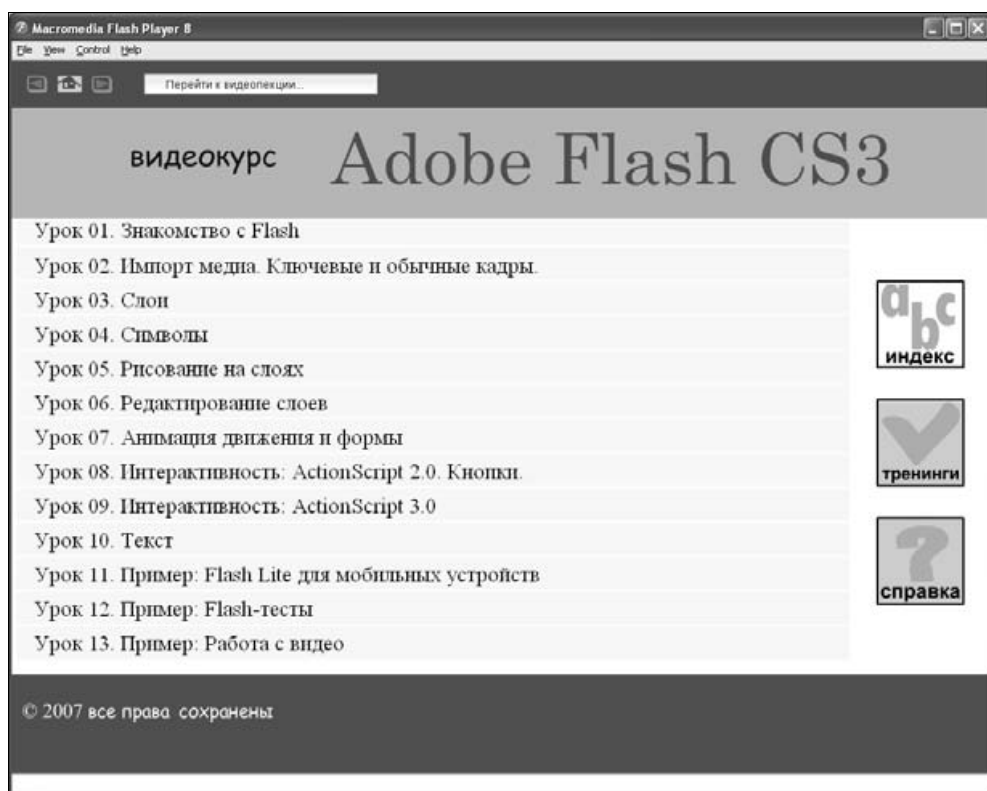 Macromedia Flash Player 8
File View Control Help
Перейти к видеолекции...
видеокурс Adobe Flash CS3
Урок 01. Знакомство с Flash
Урок 02. Импорт медиа. Ключевые и обычные кадры.
Урок 03. Слои
Урок 04. Символы
Урок 05. Рисование на слоях
Урок 06. Редактирование слоев
Урок 07. Анимация движения и формы
Урок 08. Интерактивность: ActionScript 2.0. Кнопки.
Урок 09. Интерактивность: ActionScript 3.0
Урок 10. Текст
Урок 11. Пример: Flash Lite для мобильных устройств
Урок 12. Пример: Flash-тесты
Урок 13. Пример: Работа с видео
abc
индекс
тренинги
?
справка
© 2007 все права сохранены